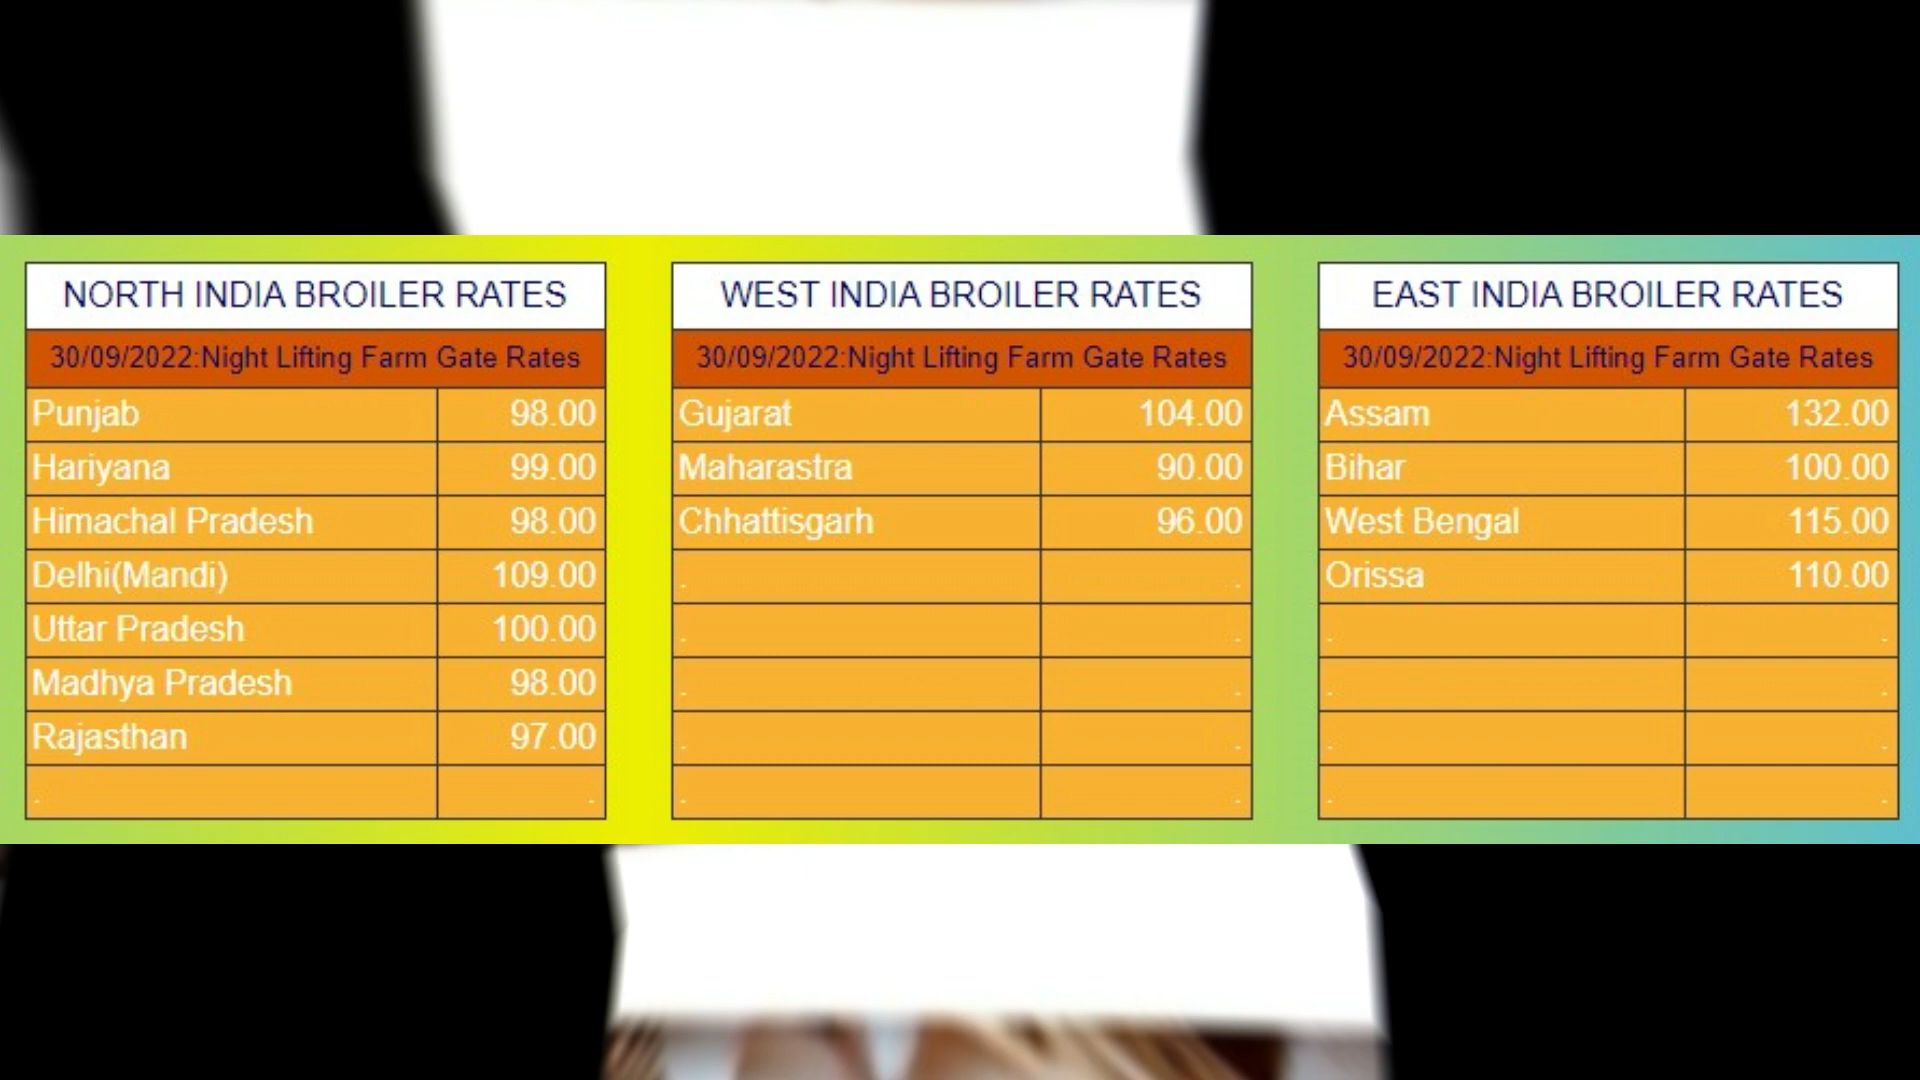 NORTH INDIA BROILER RATES
30/09/2022:Night Lifting Farm Gate Rates
Punjab 98.00
Hariyana 99.00
Himachal Pradesh 98.00
Delhi(Mandi) 109.00
Uttar Pradesh 100.00
Madhya Pradesh 98.00
Rajasthan 97.00
. .
WEST INDIA BROILER RATES
30/09/2022:Night Lifting Farm Gate Rates
Gujarat 104.00
Maharastra 90.00
Chhattisgarh 96.00
. .
. .
. .
. .
. .
EAST INDIA BROILER RATES
30/09/2022:Night Lifting Farm Gate Rates
Assam 132.00
Bihar 100.00
West Bengal 115.00
Orissa 110.00
. .
. .
. .
. .